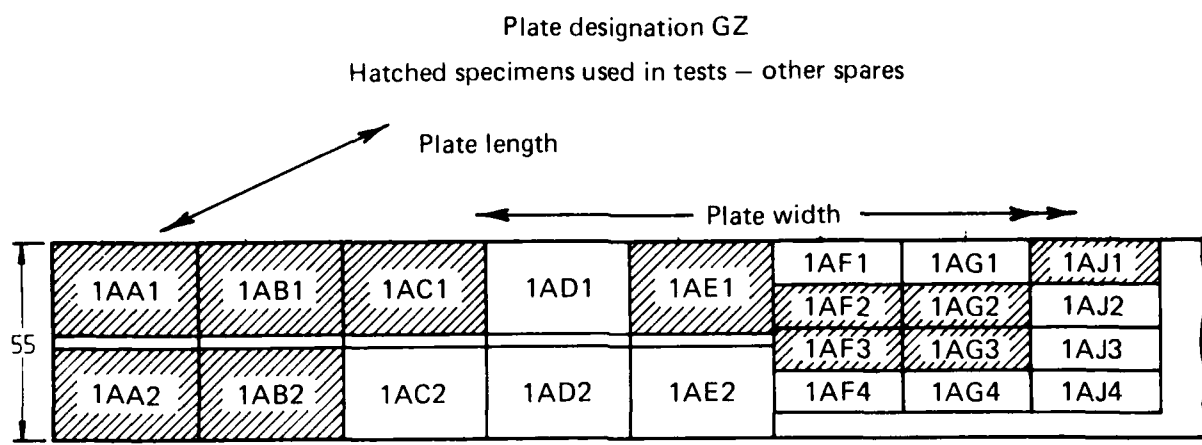 Plate designation GZ
Hatched specimens used in tests — other spares
Plate length
Plate width
1AA1 1AB1 1AC1 1AD1 1AE1 1AF1 1AG1 1AJ1
1AF2 1AG2 1AJ2
55
1AF3 1AG3 1AJ3
1AA2 1AB2 1AC2 1AD2 1AE2 1AF4 1AG4 1AJ4